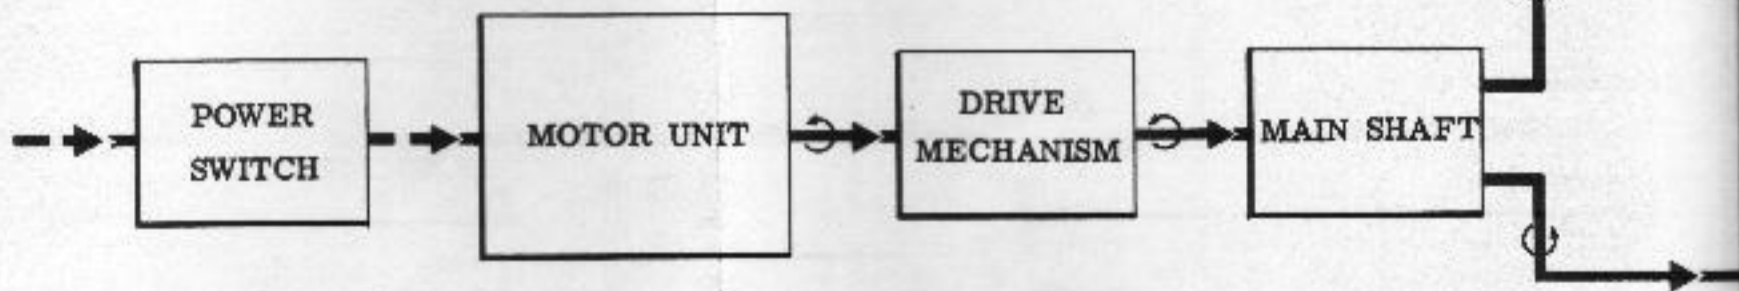 POWER
SWITCH
MOTOR UNIT
DRIVE
MECHANISM
MAIN SHAFT